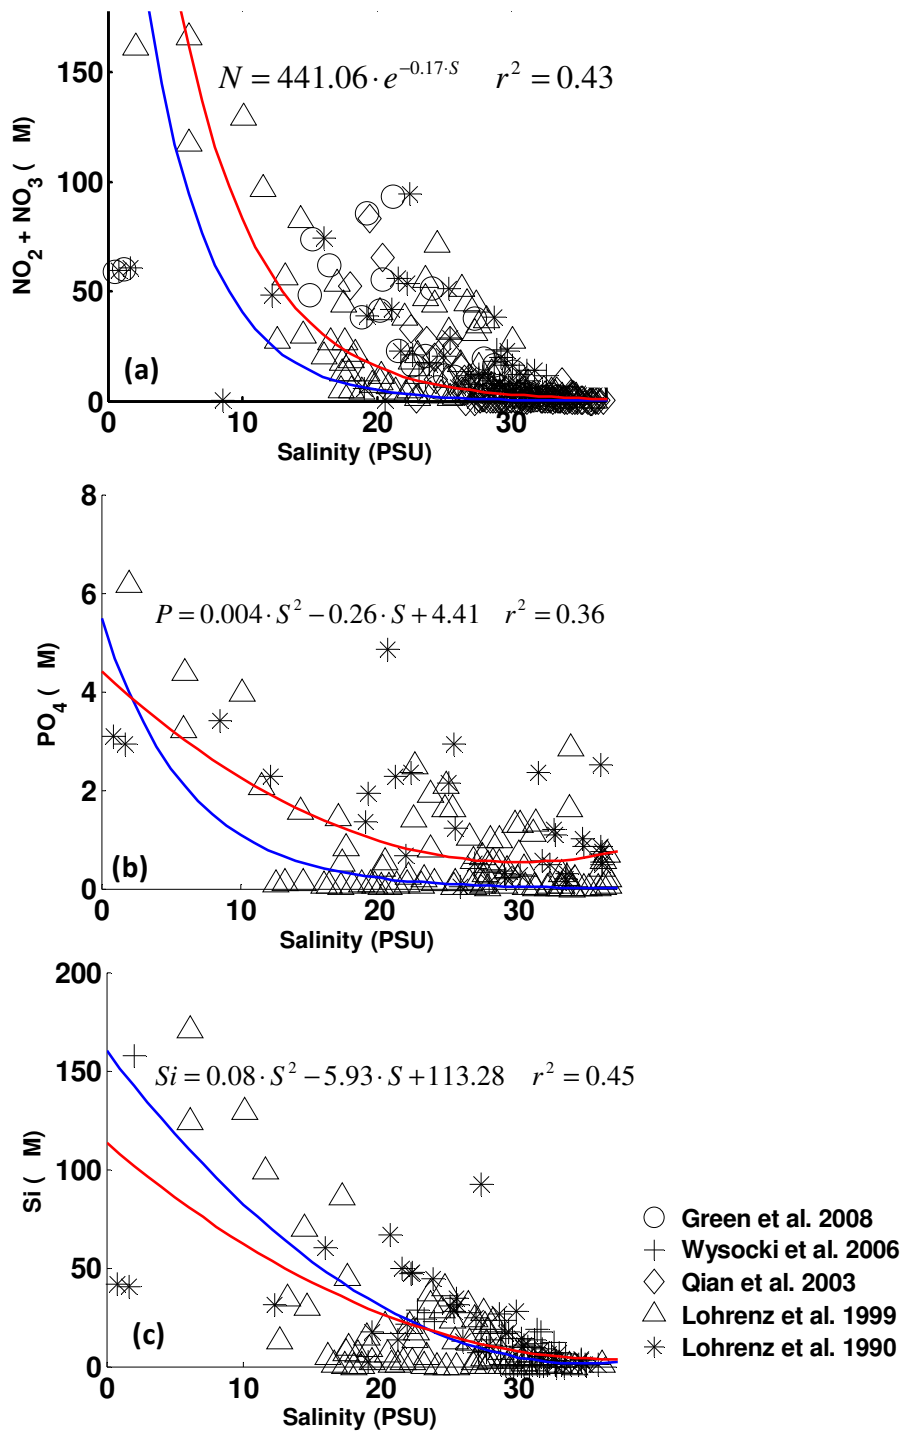 150
100
50
0
NO₂ + NO₃ ( M)
N = 441.06 · e^−0.17·S r² = 0.43
(a)
0 10 20 30
Salinity (PSU)
8
6
4
2
0
PO₄ ( M)
P = 0.004 · S² − 0.26 · S + 4.41 r² = 0.36
(b)
0 10 20 30
Salinity (PSU)
200
150
100
50
0
Si ( M)
Si = 0.08 · S² − 5.93 · S + 113.28 r² = 0.45
(c)
0 10 20 30
Salinity (PSU)
Green et al. 2008
Wysocki et al. 2006
Qian et al. 2003
Lohrenz et al. 1999
Lohrenz et al. 1990